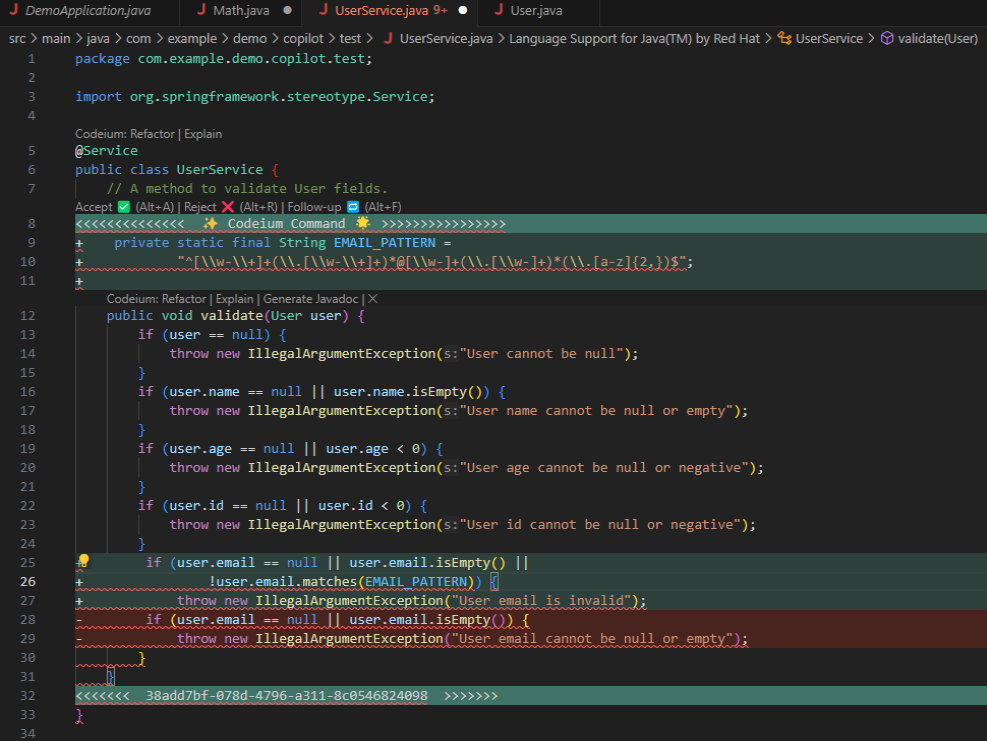 DemoApplication.java Math.java UserService.java 9+ User.java
src > main > java > com > example > demo > copilot > test > UserService.java > Language Support for Java(TM) by Red Hat > UserService > validate(User)
1 package com.example.demo.copilot.test;
2
3 import org.springframework.stereotype.Service;
4
Codeium: Refactor | Explain
5 @Service
6 public class UserService {
7 // A method to validate User fields.
Accept ✅ (Alt+A) | Reject ❌ (Alt+R) | Follow-up 🔁 (Alt+F)
8 <<<<<<<<<<<<<< ✨ Codeium Command 🌟 >>>>>>>>>>>>>>>>
9 + private static final String EMAIL_PATTERN =
10 + "^[\\w-\\+]+(\\.[\\w-\\+]+)*@[\\w-]+(\\.[\\w-]+)*(\\.[a-z]{2,})$";
11 +
Codeium: Refactor | Explain | Generate Javadoc | ✕
12 public void validate(User user) {
13 if (user == null) {
14 throw new IllegalArgumentException(s:"User cannot be null");
15 }
16 if (user.name == null || user.name.isEmpty()) {
17 throw new IllegalArgumentException(s:"User name cannot be null or empty");
18 }
19 if (user.age == null || user.age < 0) {
20 throw new IllegalArgumentException(s:"User age cannot be null or negative");
21 }
22 if (user.id == null || user.id < 0) {
23 throw new IllegalArgumentException(s:"User id cannot be null or negative");
24 }
25 + if (user.email == null || user.email.isEmpty() ||
26 + !user.email.matches(EMAIL_PATTERN)) {
27 + throw new IllegalArgumentException("User email is invalid");
28 - if (user.email == null || user.email.isEmpty()) {
29 - throw new IllegalArgumentException("User email cannot be null or empty");
30 }
31 }
32 <<<<<<< 38add7bf-078d-4796-a311-8c0546824098 >>>>>>>
33 }
34